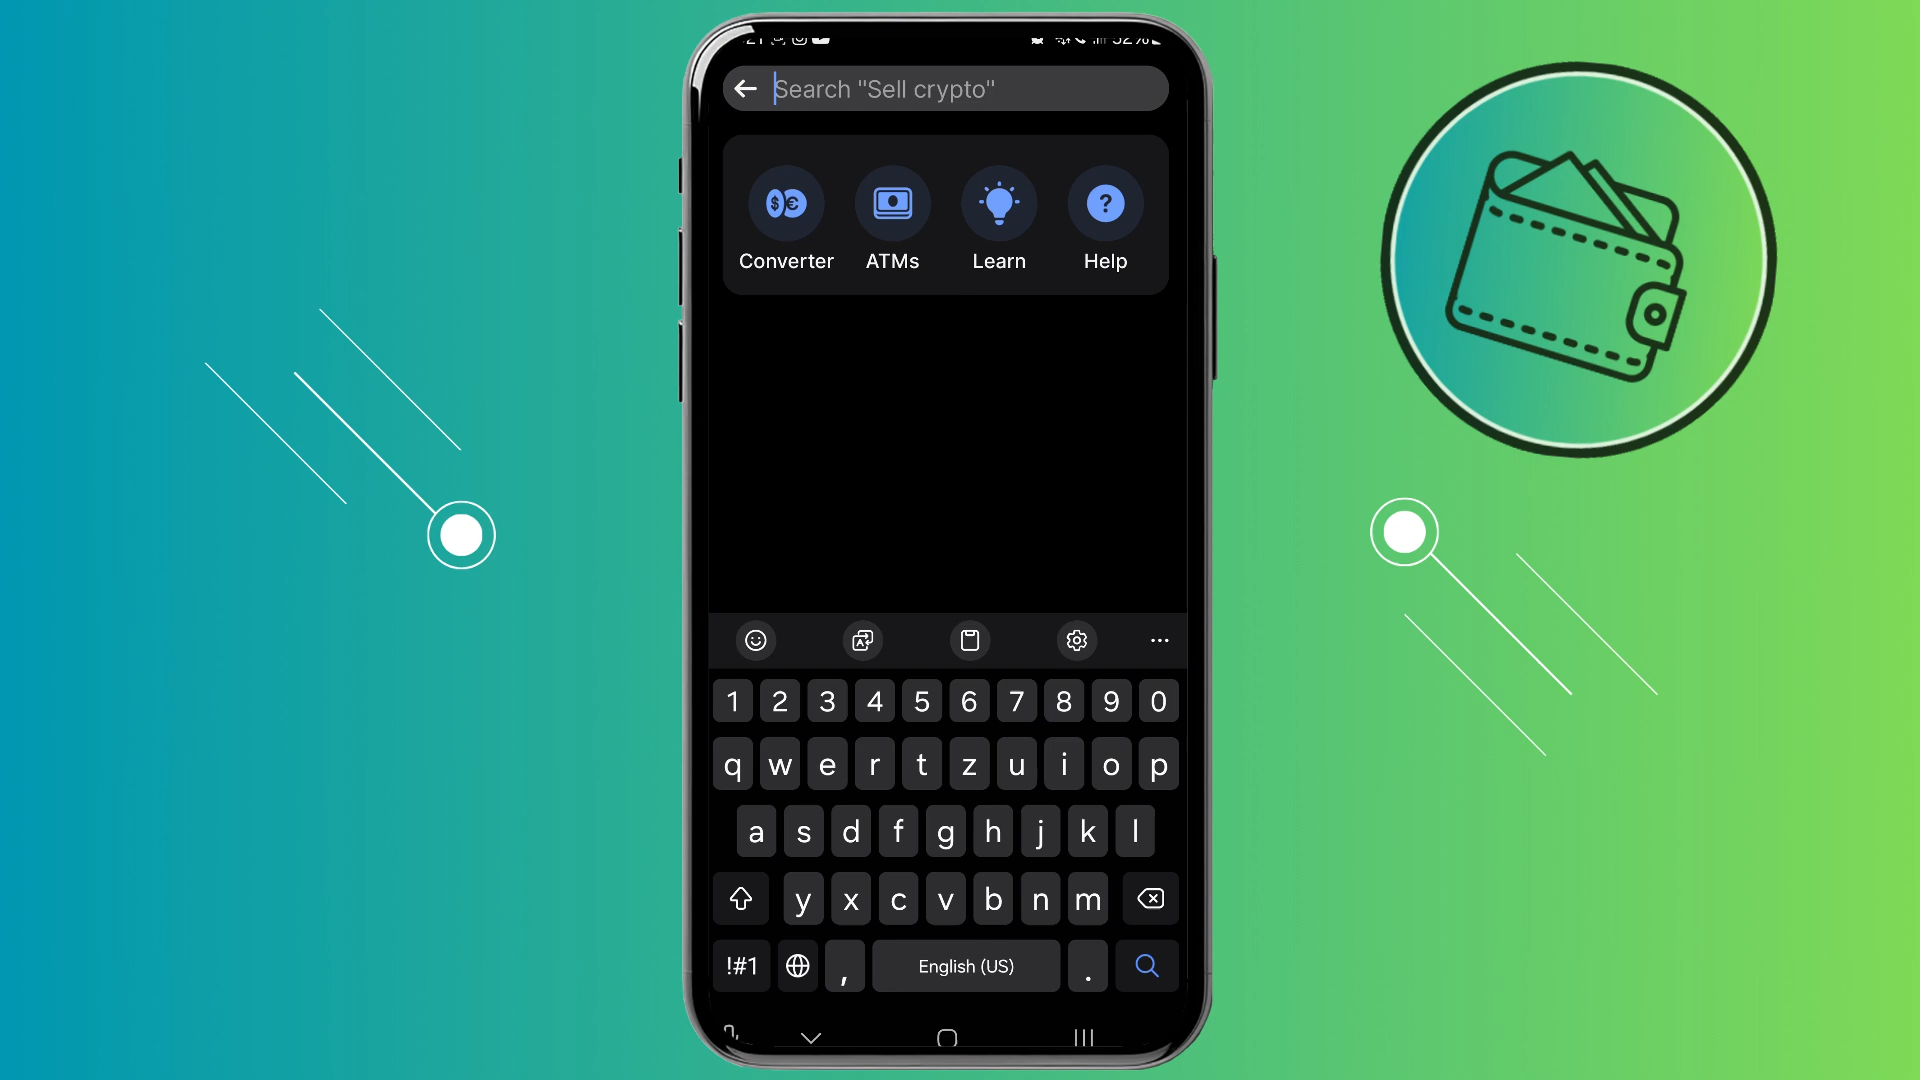 Search "Sell crypto"
$ €
?
Converter ATMs Learn Help
1 2 3 4 5 6 7 8 9 0
q w e r t z u i o p
a s d f g h j k l
y x c v b n m
!#1 , English (US) .